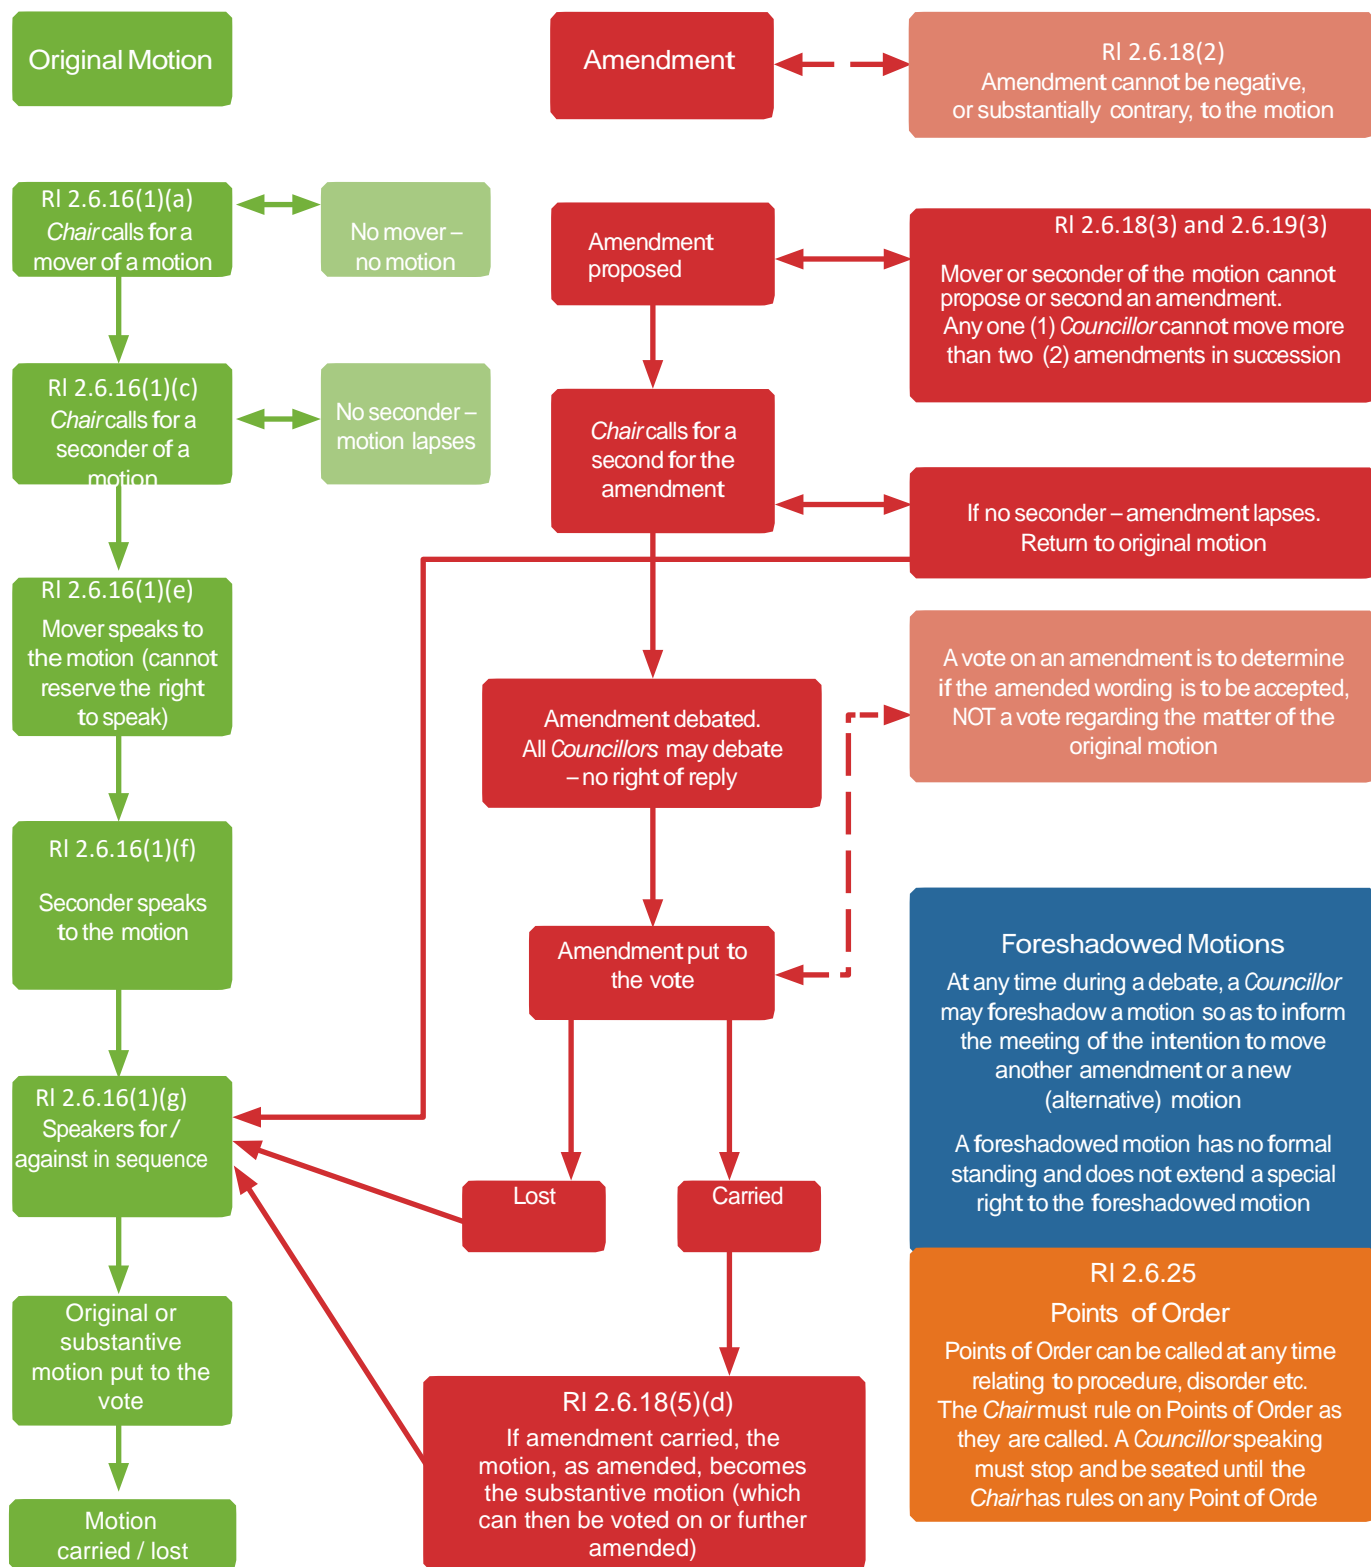 Original Motion
Rl 2.6.16(1)(a)
Chair calls for a
mover of a motion
No mover –
no motion
Rl 2.6.16(1)(c)
Chair calls for a
seconder of a
motion
No seconder –
motion lapses
Rl 2.6.16(1)(e)
Mover speaks to
the motion (cannot
reserve the right
to speak)
Rl 2.6.16(1)(f)
Seconder speaks
to the motion
Rl 2.6.16(1)(g)
Speakers for /
against in sequence
Original or
substantive
motion put to the
vote
Motion
carried / lost
Amendment
Rl 2.6.18(2)
Amendment cannot be negative,
or substantially contrary, to the motion
Amendment
proposed
Rl 2.6.18(3) and 2.6.19(3)
Mover or seconder of the motion cannot
propose or second an amendment.
Any one (1) Councillor cannot move more
than two (2) amendments in succession
Chair calls for a
second for the
amendment
If no seconder – amendment lapses.
Return to original motion
Amendment debated.
All Councillors may debate
– no right of reply
A vote on an amendment is to determine
if the amended wording is to be accepted,
NOT a vote regarding the matter of the
original motion
Amendment put to
the vote
Lost
Carried
Rl 2.6.18(5)(d)
If amendment carried, the
motion, as amended, becomes
the substantive motion (which
can then be voted on or further
amended)
Foreshadowed Motions
At any time during a debate, a Councillor
may foreshadow a motion so as to inform
the meeting of the intention to move
another amendment or a new
(alternative) motion
A foreshadowed motion has no formal
standing and does not extend a special
right to the foreshadowed motion
Rl 2.6.25
Points of Order
Points of Order can be called at any time
relating to procedure, disorder etc.
The Chair must rule on Points of Order as
they are called. A Councillor speaking
must stop and be seated until the
Chair has rules on any Point of Orde